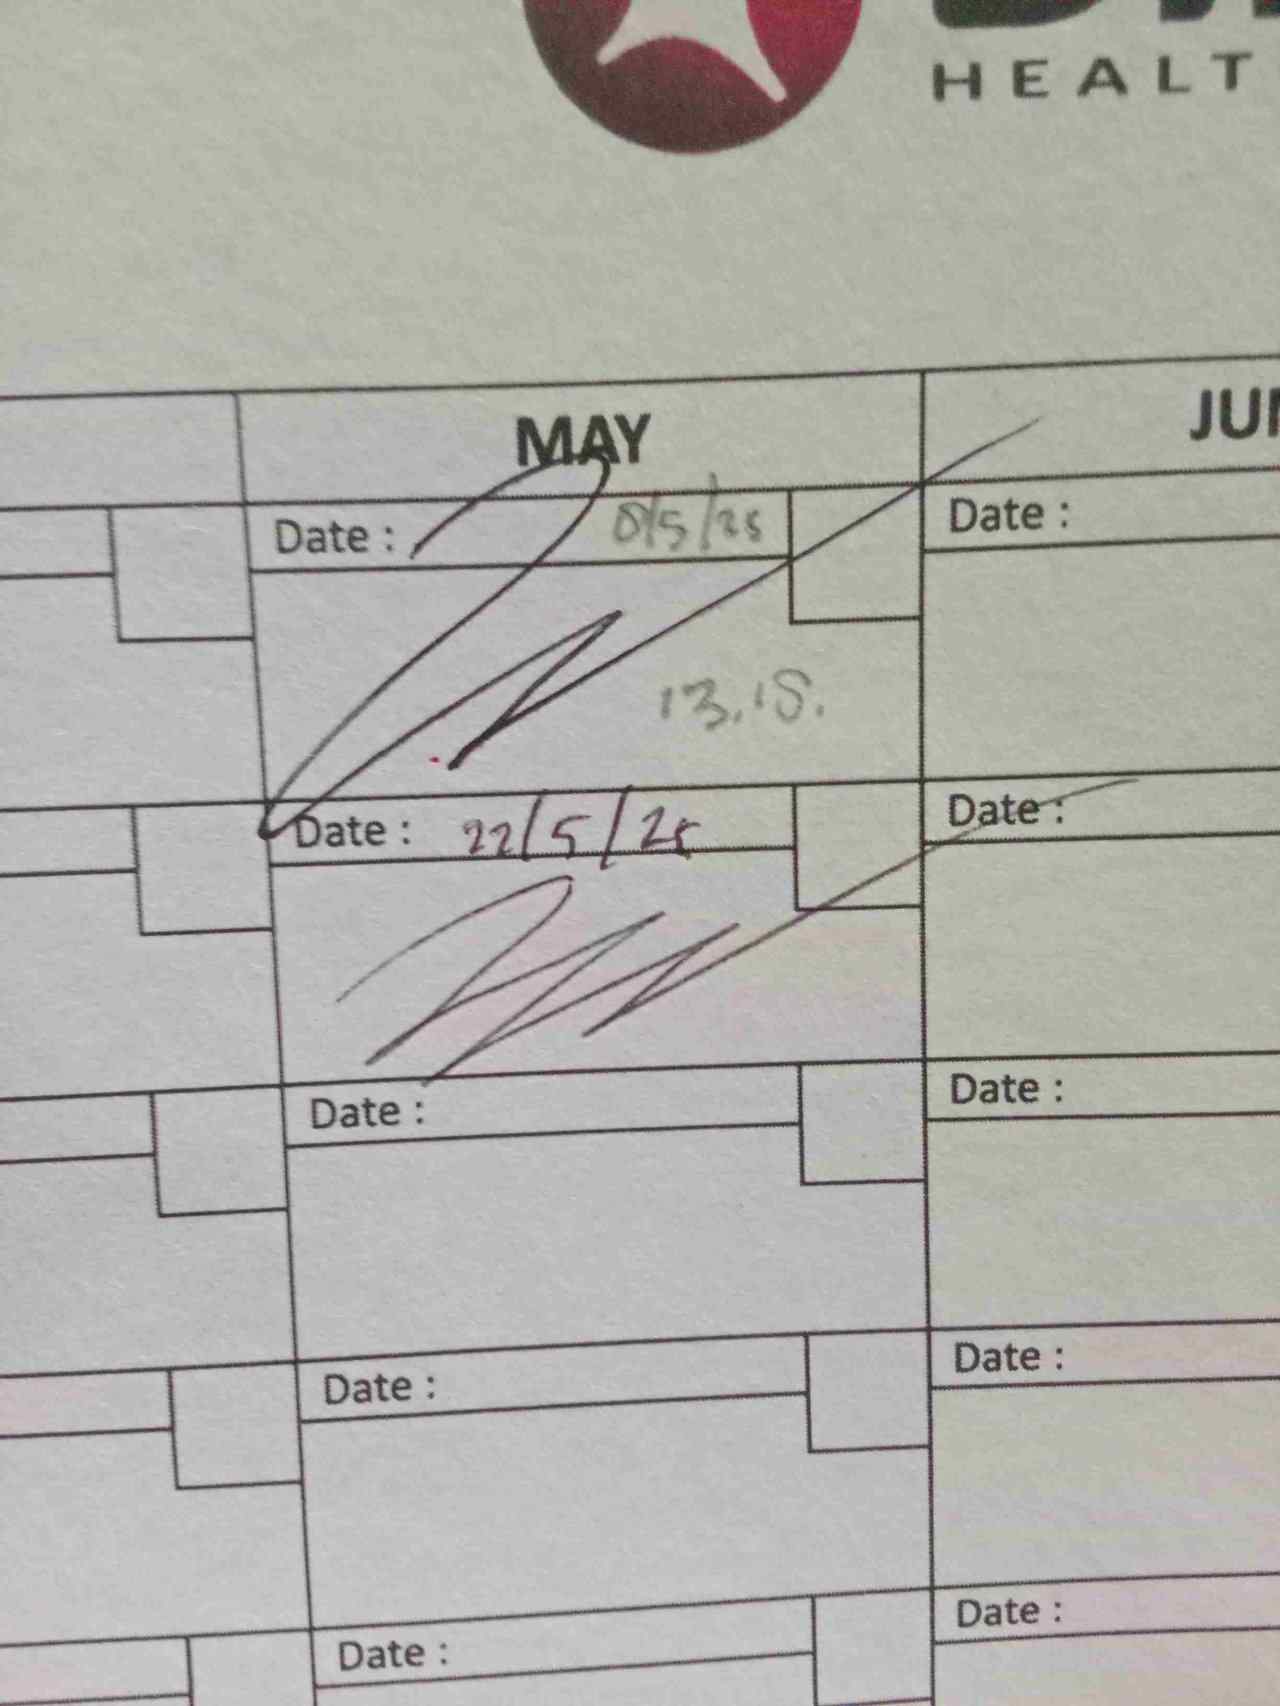 HEALT
MAY
JUN
Date : 8/5/25
Date :
13.15.
Date : 22/5/25
Date :
Date :
Date :
Date :
Date :
Date :
Date :